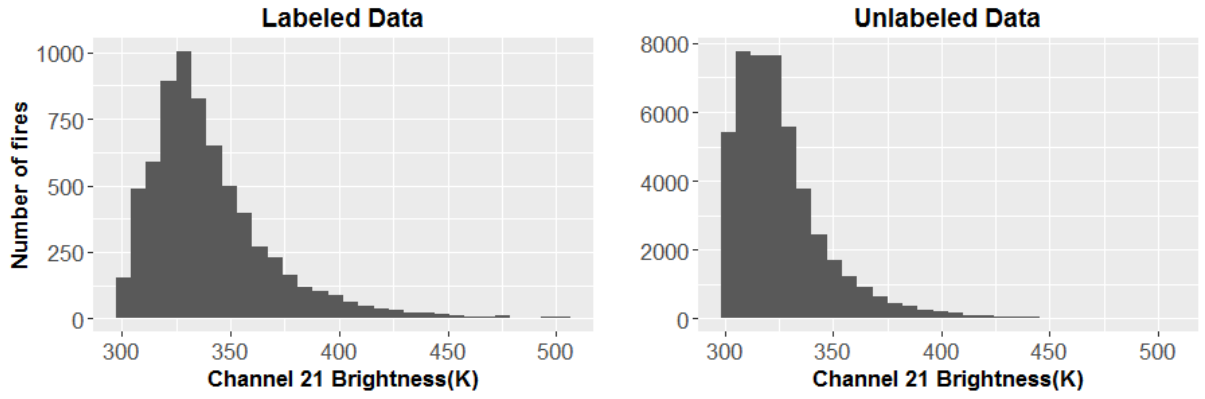 Labeled Data
Number of fires
1000
750
500
250
0
300 350 400 450 500
Channel 21 Brightness(K)
Unlabeled Data
8000
6000
4000
2000
0
300 350 400 450 500
Channel 21 Brightness(K)